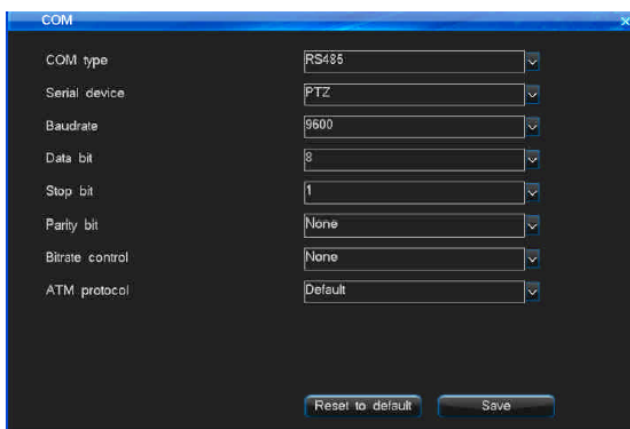 COM
COM type RS485
Serial device PTZ
Baudrate 9600
Data bit 8
Stop bit 1
Parity bit None
Bitrate control None
ATM protocol Default
Reset to default Save